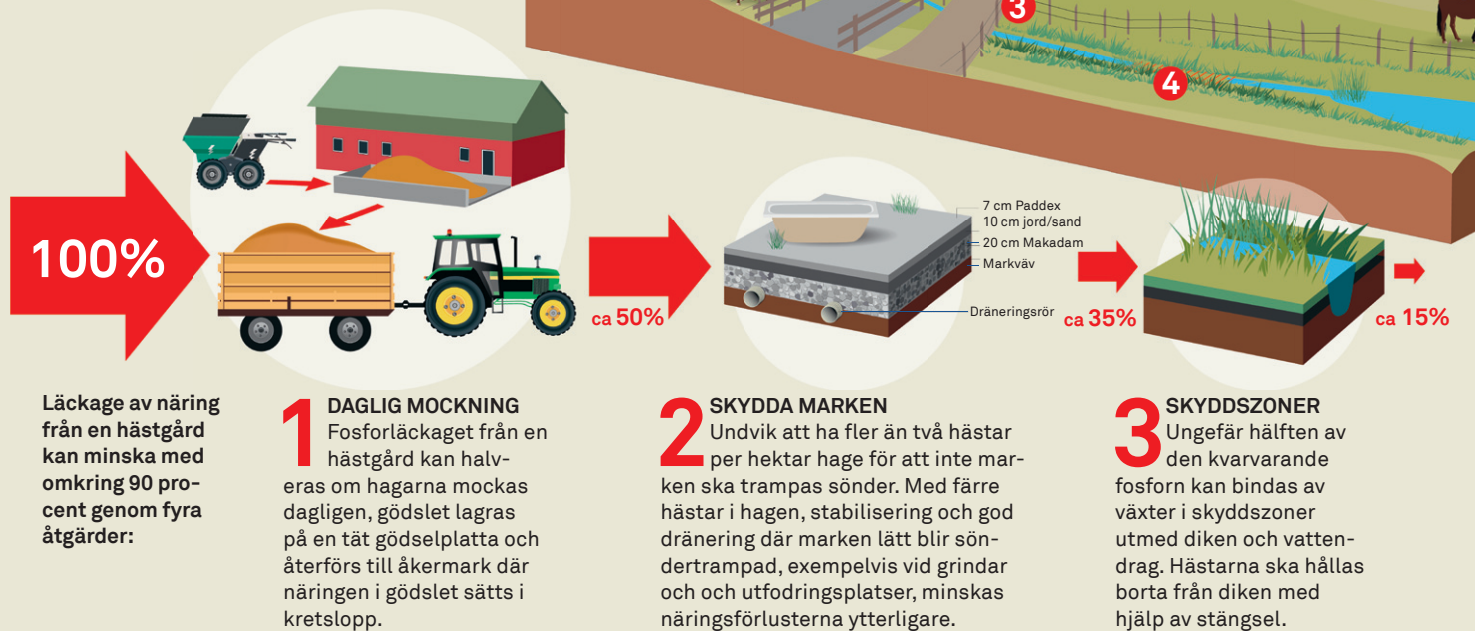 3
4
100%
7 cm Paddex
10 cm jord/sand
20 cm Makadam
Markväv
Dräneringsrör
ca 50%
ca 35%
ca 15%
Läckage av näring
från en hästgård
kan minska med
omkring 90 pro-
cent genom fyra
åtgärder:
1 DAGLIG MOCKNING
Fosforläckaget från en
hästgård kan halv-
eras om hagarna mockas
dagligen, gödslet lagras
på en tät gödselplatta och
återförs till åkermark där
näringen i gödslet sätts i
kretslopp.
2 SKYDDA MARKEN
Undvik att ha fler än två hästar
per hektar hage för att inte mar-
ken ska trampas sönder. Med färre
hästar i hagen, stabilisering och god
dränering där marken lätt blir sön-
dertrampad, exempelvis vid grindar
och och utfodringsplatser, minskas
näringsförlusterna ytterligare.
3 SKYDDSZONER
Ungefär hälften av
den kvarvarande
fosforn kan bindas av
växter i skyddszoner
utmed diken och vatten-
drag. Hästarna ska hållas
borta från diken med
hjälp av stängsel.